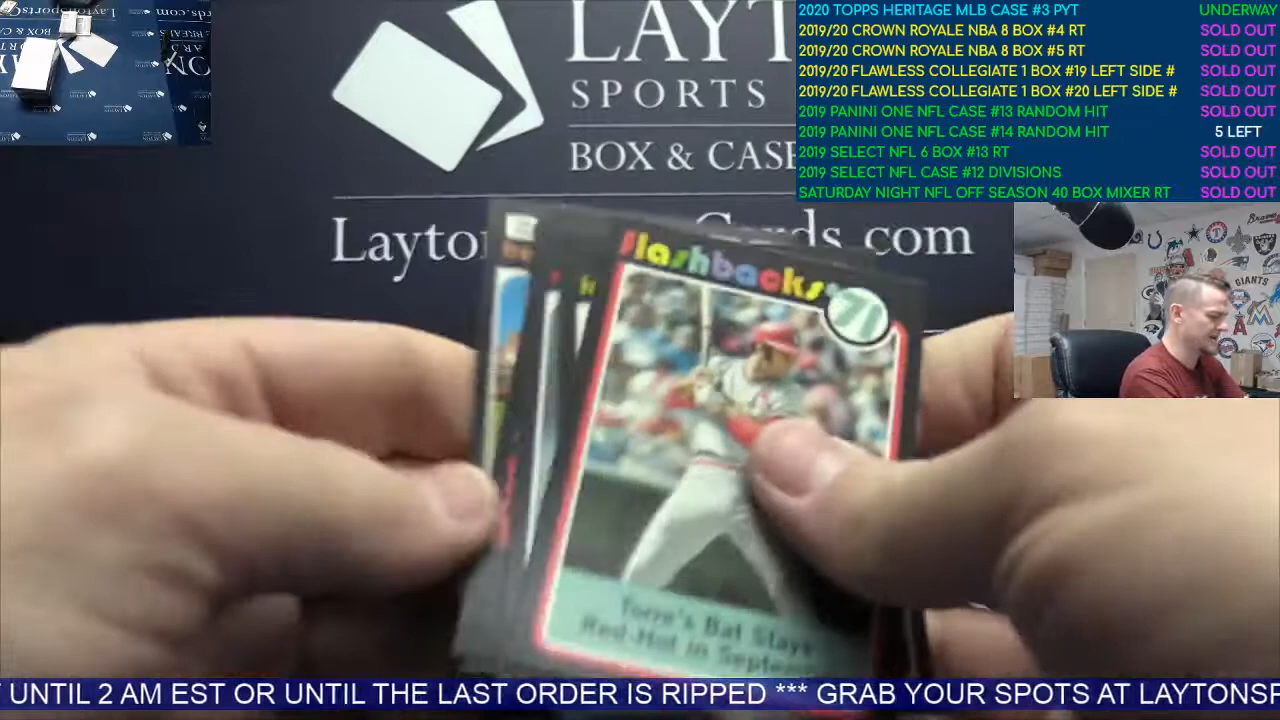 2020 TOPPS HERITAGE MLB CASE #3 PYT UNDERWAY
2019/20 CROWN ROYALE NBA 8 BOX #4 RT SOLD OUT
2019/20 CROWN ROYALE NBA 8 BOX #5 RT SOLD OUT
2019/20 FLAWLESS COLLEGIATE 1 BOX #19 LEFT SIDE # SOLD OUT
2019/20 FLAWLESS COLLEGIATE 1 BOX #20 LEFT SIDE # SOLD OUT
2019 PANINI ONE NFL CASE #13 RANDOM HIT SOLD OUT
2019 PANINI ONE NFL CASE #14 RANDOM HIT 5 LEFT
2019 SELECT NFL 6 BOX #13 RT SOLD OUT
2019 SELECT NFL CASE #12 DIVISIONS SOLD OUT
SATURDAY NIGHT NFL OFF SEASON 40 BOX MIXER RT SOLD OUT
LAYT
SPORTS
BOX & CASE
Layto rds.com
flashbacks '71
Torre's Bat Stays
Red-Hot in Septem
GIANTS
UNTIL 2 AM EST OR UNTIL THE LAST ORDER IS RIPPED *** GRAB YOUR SPOTS AT LAYTONSP